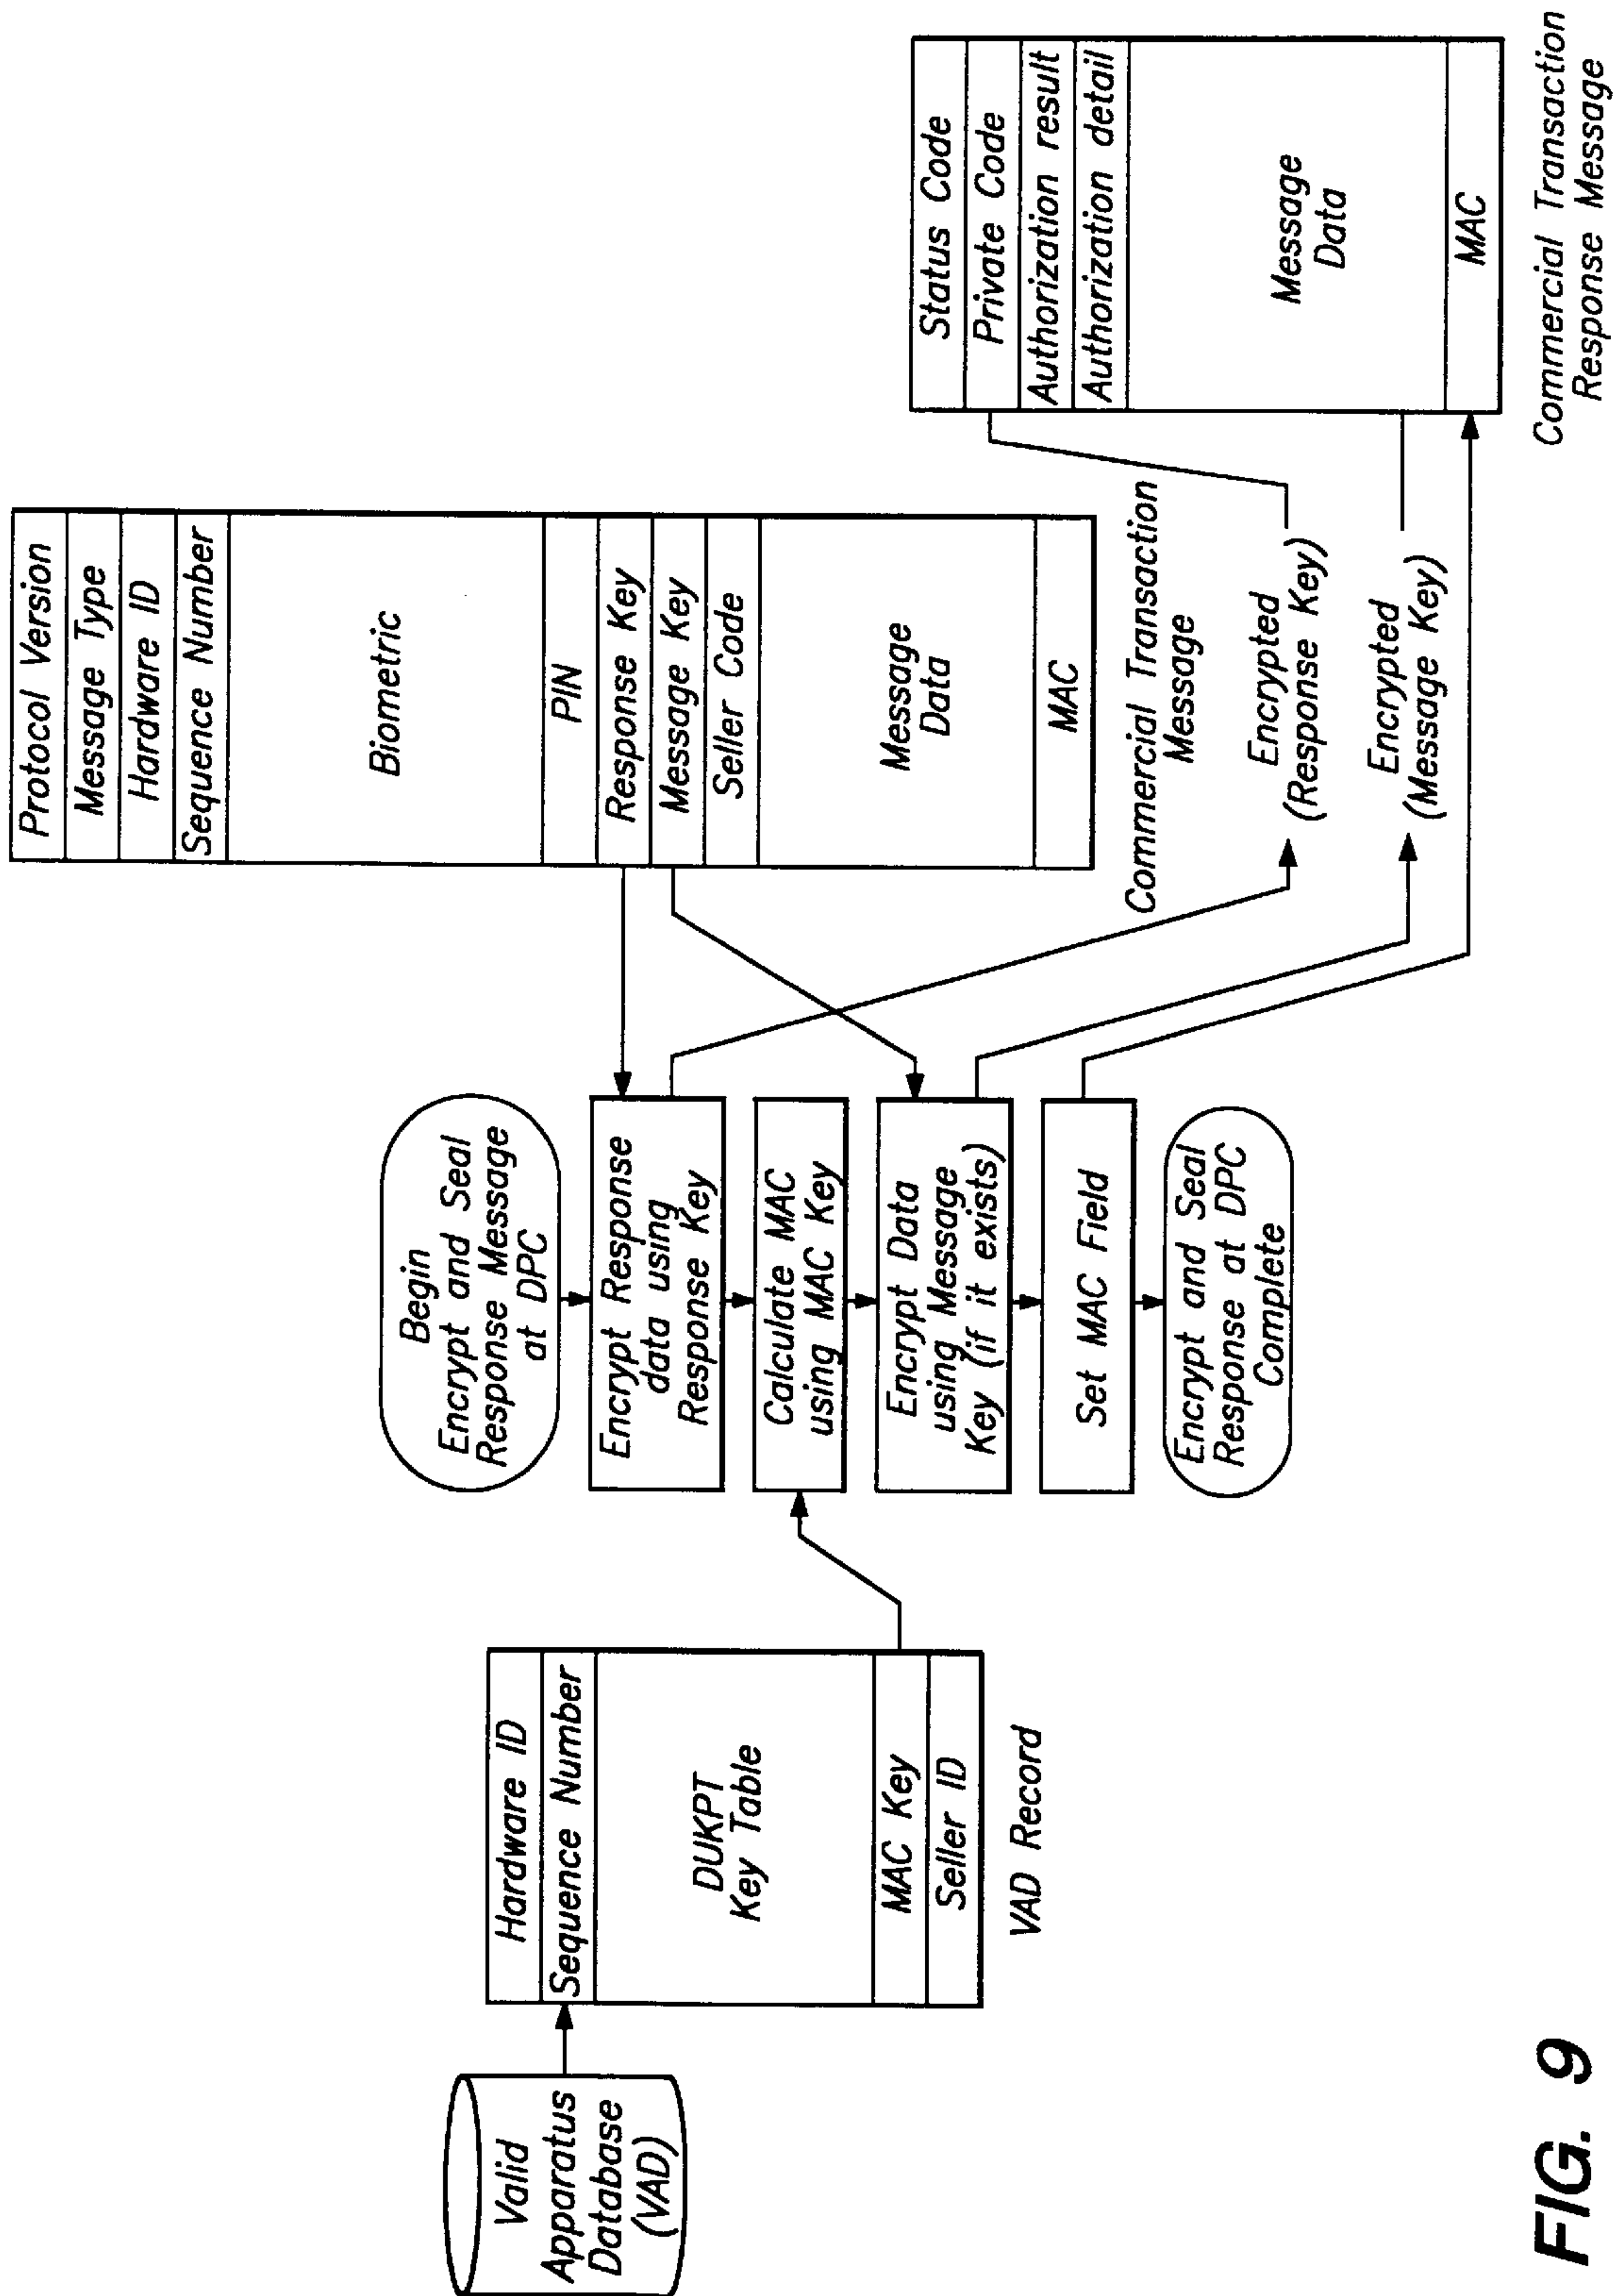 Valid
Apparatus
Database
(VAD)
Hardware ID
Sequence Number
DUKPT
Key Table
MAC Key
Seller ID
VAD Record
Begin
Encrypt and Seal
Response Message
at DPC
Encrypt Response
data using
Response Key
Calculate MAC
using MAC Key
Encrypt Data
using Message
Key (if it exists)
Set MAC Field
Encrypt and Seal
Response at DPC
Complete
Protocol Version
Message Type
Hardware ID
Sequence Number
Biometric
PIN
Response Key
Message Key
Seller Code
Message
Data
MAC
Commercial Transaction
Message
Encrypted
(Response Key)
Encrypted
(Message Key)
Status Code
Private Code
Authorization result
Authorization detail
Message
Data
MAC
Commercial Transaction
Response Message
FIG. 9